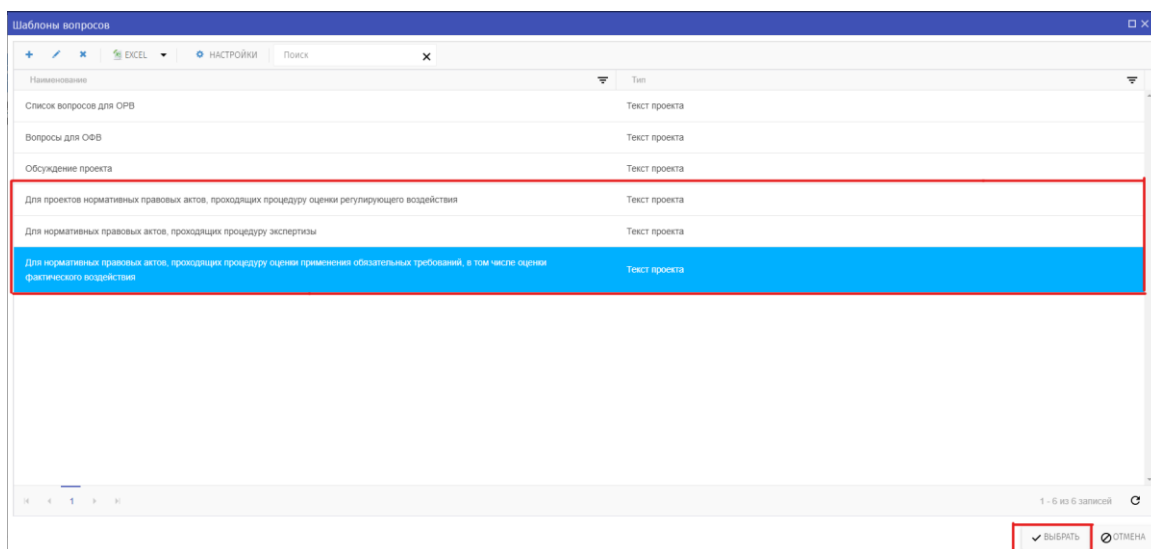 Шаблоны вопросов
EXCEL НАСТРОЙКИ Поиск
Наименование Тип
Список вопросов для ОРВ Текст проекта
Вопросы для ОФВ Текст проекта
Обсуждение проекта Текст проекта
Для проектов нормативных правовых актов, проходящих процедуру оценки регулирующего воздействия Текст проекта
Для нормативных правовых актов, проходящих процедуру экспертизы Текст проекта
Для нормативных правовых актов, проходящих процедуру оценки применения обязательных требований, в том числе оценки
фактического воздействия Текст проекта
1 1 - 6 из 6 записей
ВЫБРАТЬ ОТМЕНА